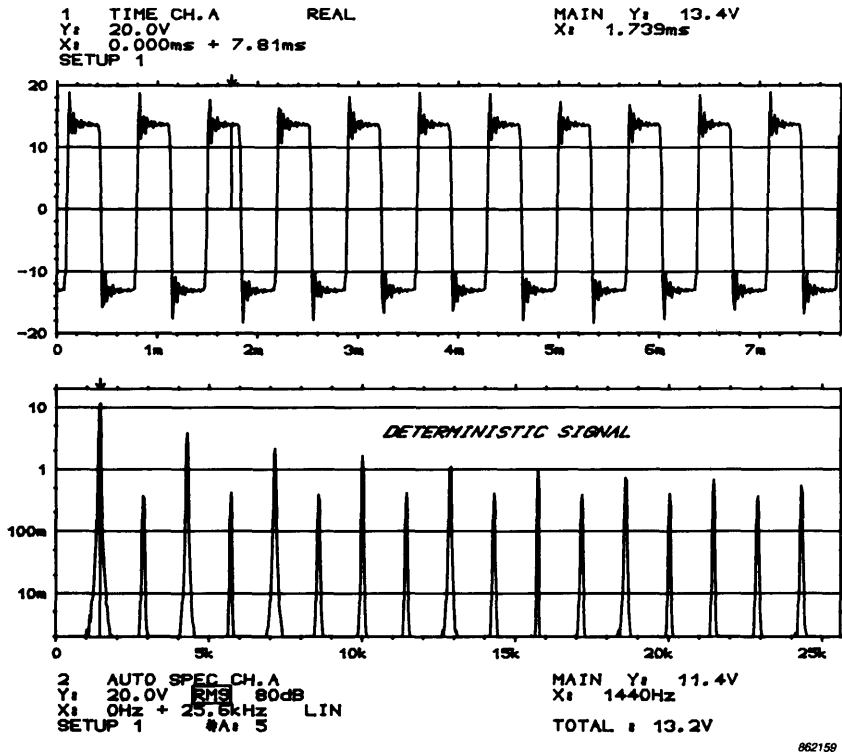 1 TIME CH.A REAL MAIN Y: 13.4V
Y: 20.0V X: 1.739ms
X: 0.000ms + 7.81ms
SETUP 1
20
10
0
-10
-20
0 1m 2m 3m 4m 5m 6m 7m
DETERMINISTIC SIGNAL
10
1
100m
10m
0 5k 10k 15k 20k 25k
2 AUTO SPEC CH.A MAIN Y: 11.4V
Y: 20.0V RMS 80dB X: 1440Hz
X: 0Hz + 25.6kHz LIN
SETUP 1 #A: 5 TOTAL : 13.2V
862159